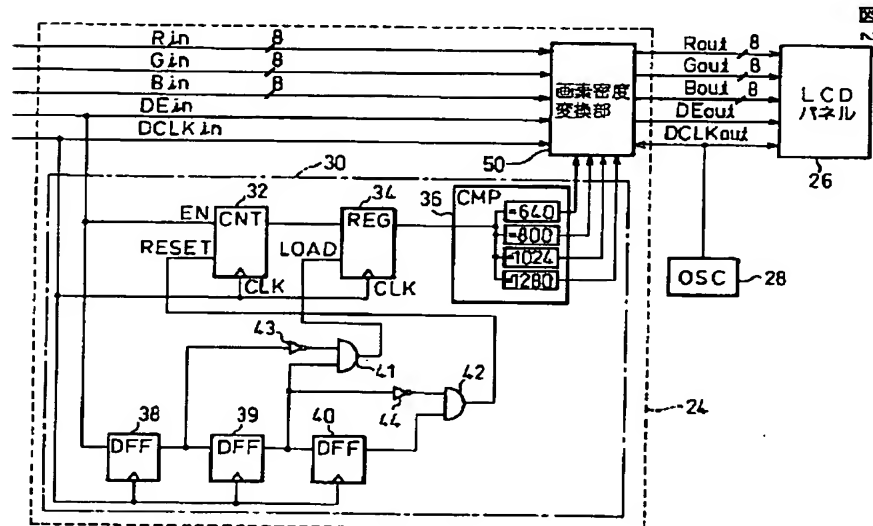 図
Rin 8
Gin 8
Bin 8
DEin
DCLKin
画素密度
変換部
50
Rout 8
Gout 8
Bout 8
DEout
DCLKout
LCD
パネル
26
30
32
34
36
EN
CNT
REG
CMP
RESET
LOAD
CLK
CLK
=640
=800
=1024
=1280
OSC
28
43
41
42
44
24
38
39
40
DFF
DFF
DFF